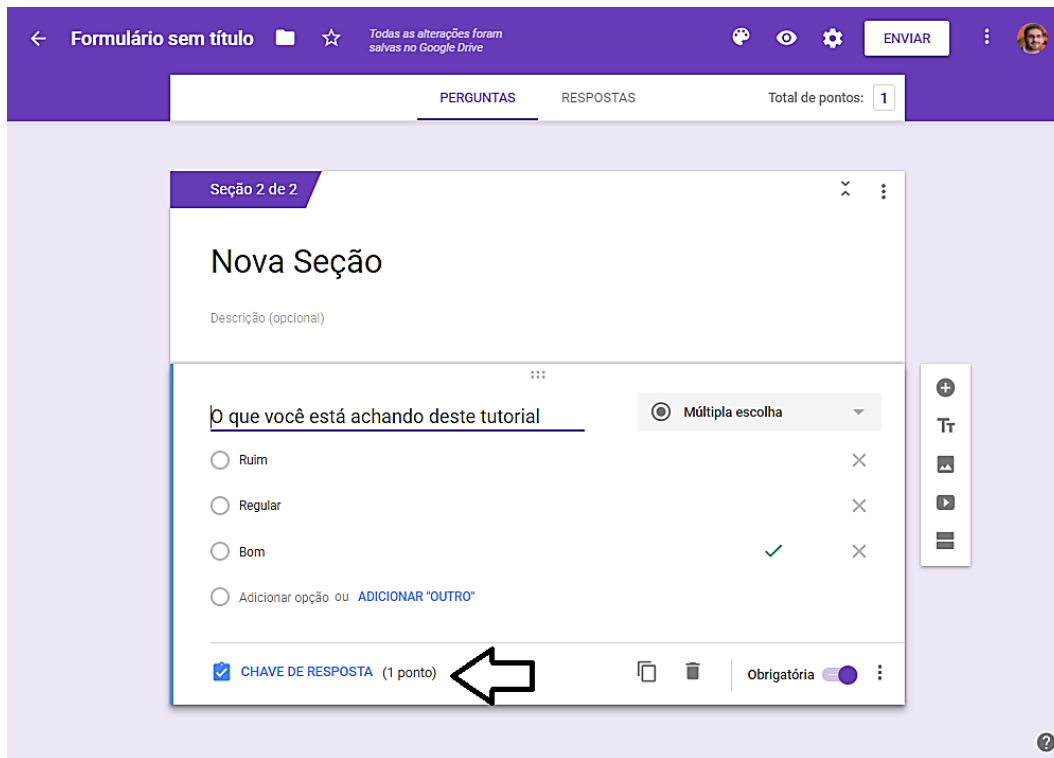 Formulário sem título
Todas as alterações foram
salvas no Google Drive
ENVIAR
PERGUNTAS RESPOSTAS Total de pontos: 1
Seção 2 de 2
Nova Seção
Descrição (opcional)
O que você está achando deste tutorial
Múltipla escolha
Tт
Ruim
Regular
Bom
Adicionar opção ou ADICIONAR "OUTRO"
CHAVE DE RESPOSTA (1 ponto)
Obrigatória